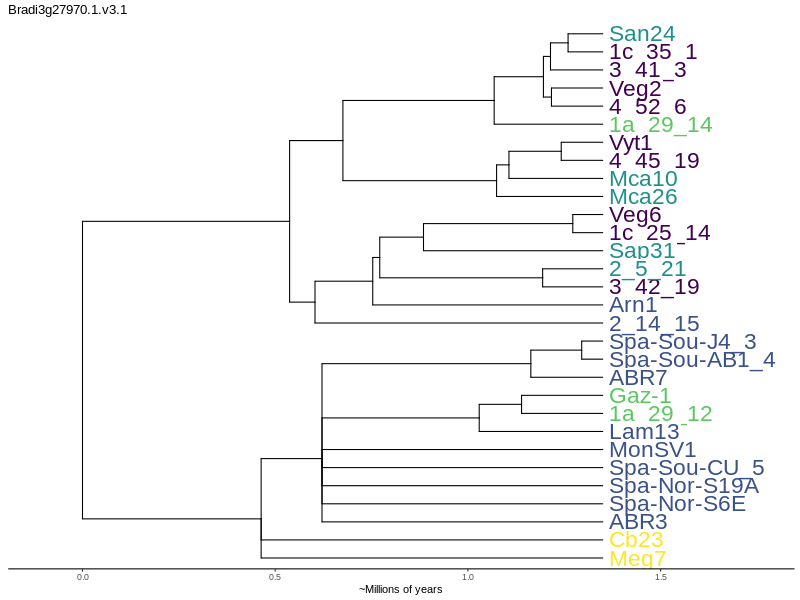 Bradi3g27970.1.v3.1
San24
1c_35_1
3_41_3
Veg2
4_52_6
1a_29_14
Vyt1
4_45_19
Mca10
Mca26
Veg6
1c_25_14
Sap31
2_5_21
3_42_19
Arn1
2_14_15
Spa-Sou-J4_3
Spa-Sou-AB1_4
ABR7
Gaz-1
1a_29_12
Lam13
MonSV1
Spa-Sou-CU_5
Spa-Nor-S19A
Spa-Nor-S6E
ABR3
Cb23
Meg7
0.0 0.5 1.0 1.5
~Millions of years